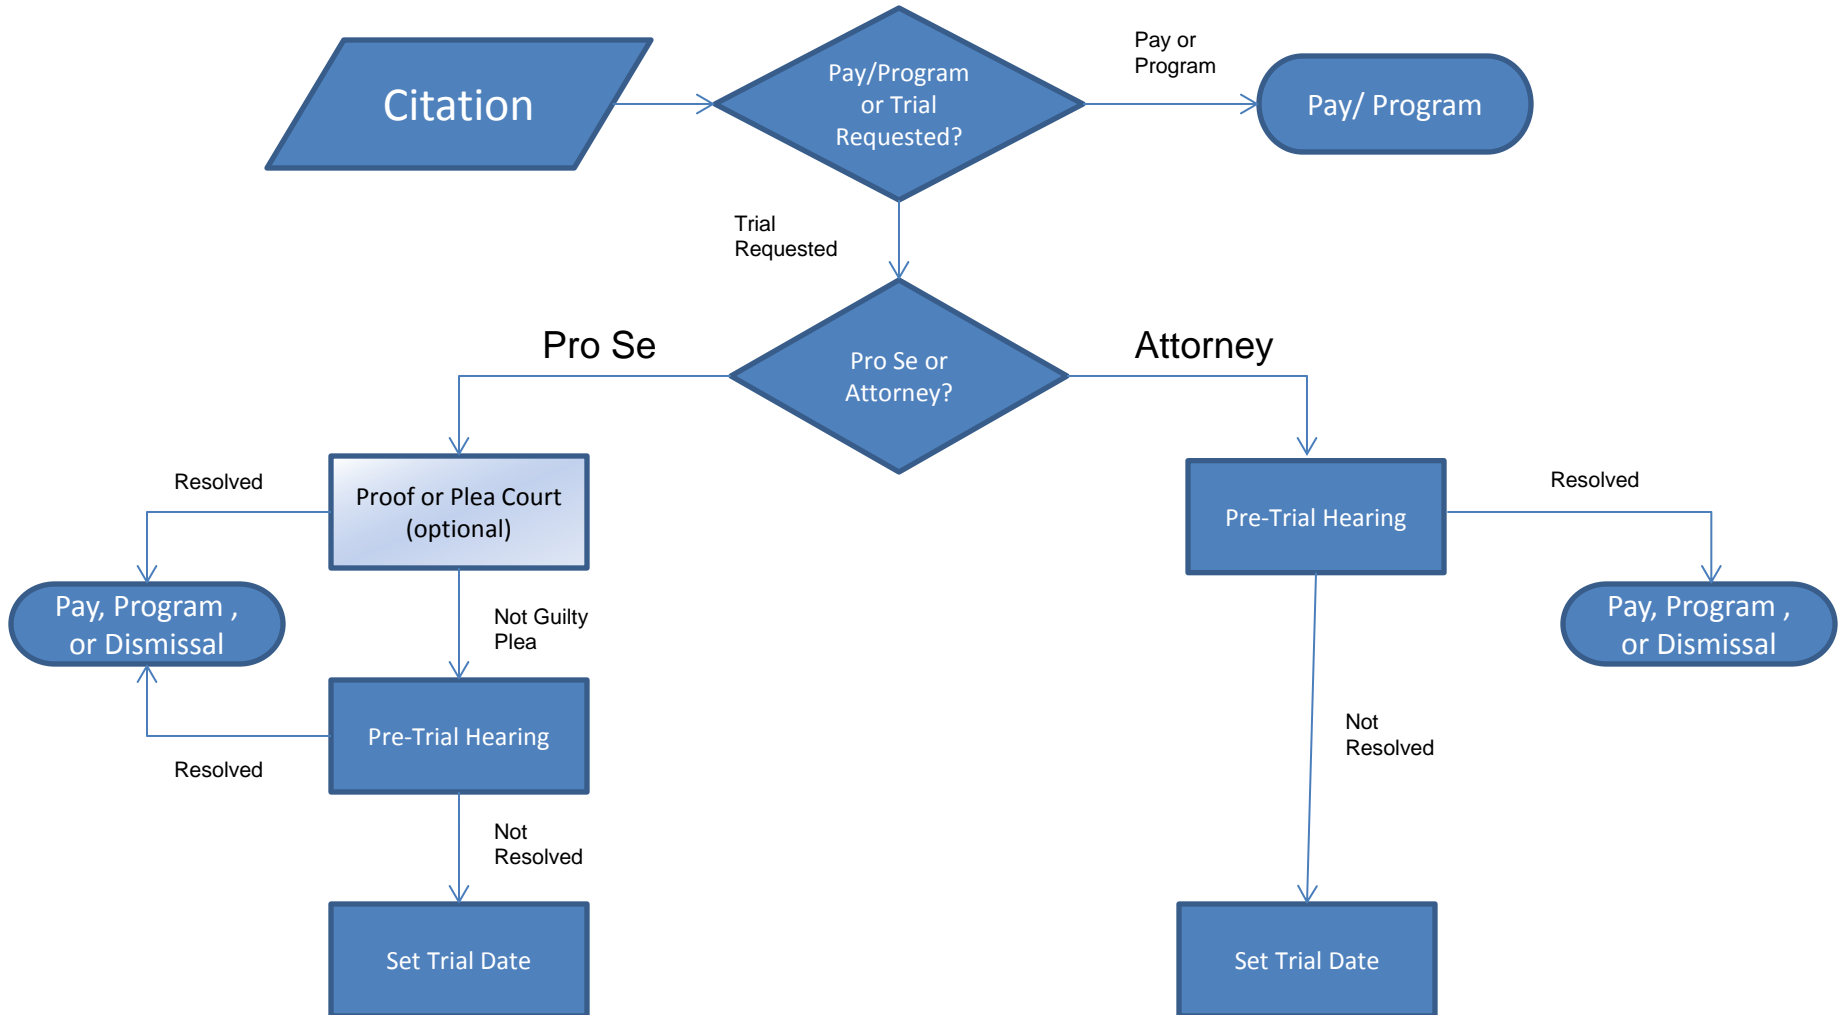 Citation
Pay/Program
or Trial
Requested?
Pay or
Program
Pay/ Program
Trial
Requested
Pro Se
Pro Se or
Attorney?
Attorney
Resolved
Proof or Plea Court
(optional)
Pre-Trial Hearing
Resolved
Pay, Program ,
or Dismissal
Not Guilty
Plea
Pay, Program ,
or Dismissal
Pre-Trial Hearing
Resolved
Not
Resolved
Not
Resolved
Set Trial Date
Set Trial Date